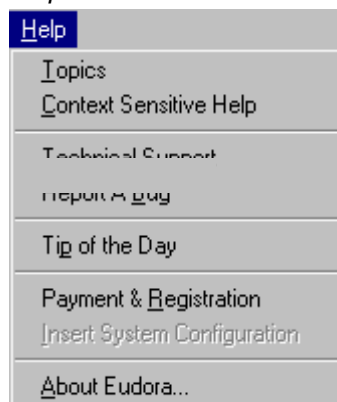 Help
Topics
Context Sensitive Help
Technical Support
Report A Bug
Tip of the Day
Payment & Registration
Insert System Configuration
About Eudora...